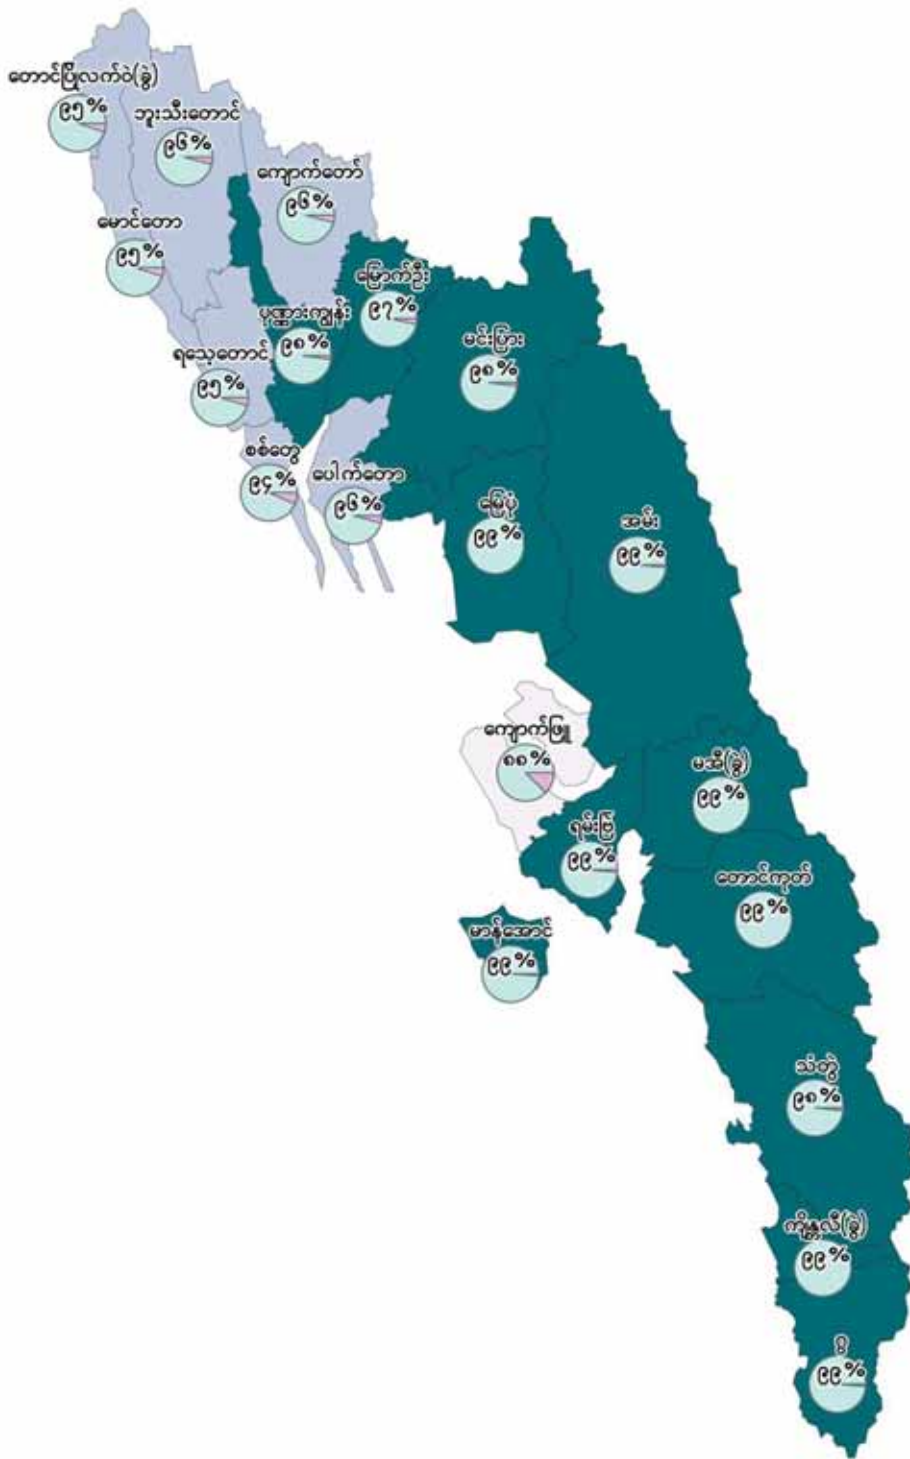 တောင်ပြိုလက်ဝဲ(ခွဲ)
၉၅%
ဘူးသီးတောင်
၉၆%
ကျောက်တော်
၉၆%
မောင်တော
၉၅%
မြောက်ဦး
၉၇%
ပုဏ္ဏားကျွန်း
၉၈%
မင်းပြား
၉၈%
ရသေ့တောင်
၉၅%
စစ်တွေ
၉၄%
ပေါက်တော
၉၆%
မြေပုံ
၉၉%
အမ်း
၉၉%
ကျောက်ဖြူ
၈၈%
မအီ(ခွဲ)
၉၉%
ရမ်းဗြဲ
၉၉%
တောင်ကုတ်
၉၉%
မာန်အောင်
၉၉%
သံတွဲ
၉၈%
ကျိန္တလီ(ခွဲ)
၉၉%
ဂွ
၉၉%